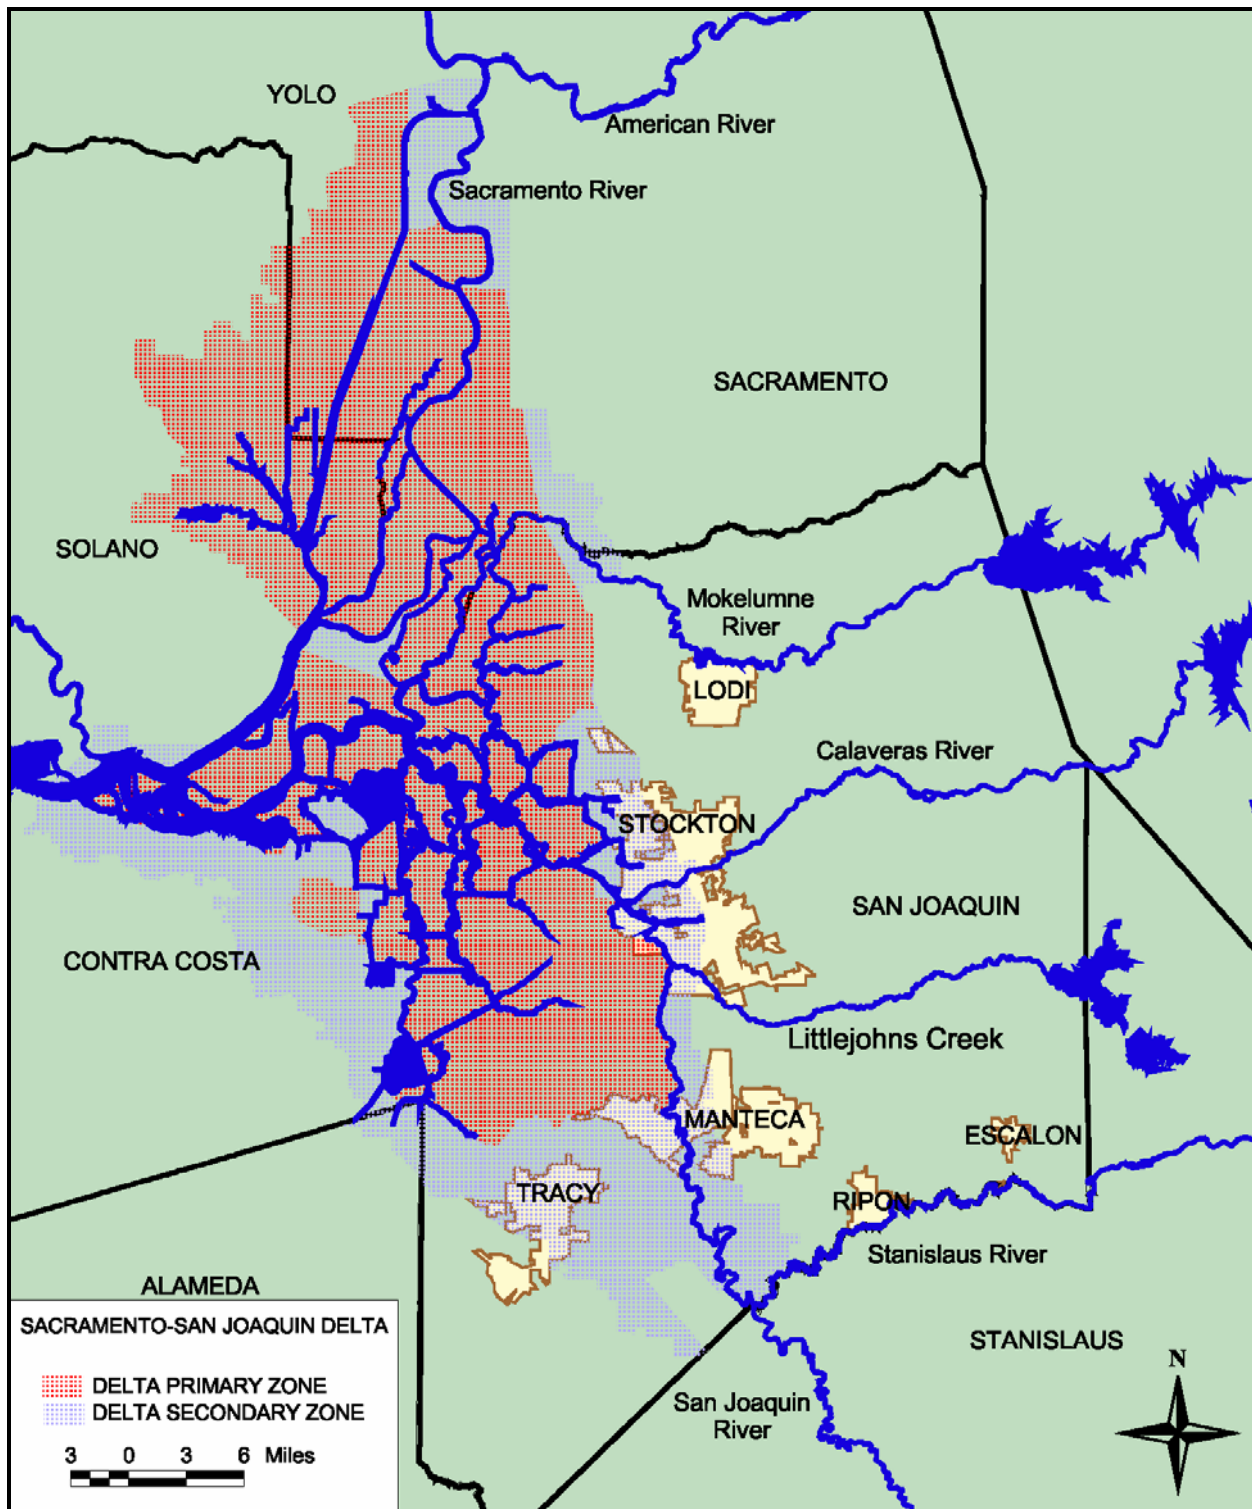 YOLO
American River
Sacramento River
SACRAMENTO
SOLANO
Mokelumne
River
LODI
Calaveras River
STOCKTON
SAN JOAQUIN
CONTRA COSTA
Littlejohns Creek
MANTECA
ESCALON
TRACY
RIPON
Stanislaus River
ALAMEDA
STANISLAUS
San Joaquin
River
SACRAMENTO-SAN JOAQUIN DELTA
DELTA PRIMARY ZONE
DELTA SECONDARY ZONE
3 0 3 6 Miles
N